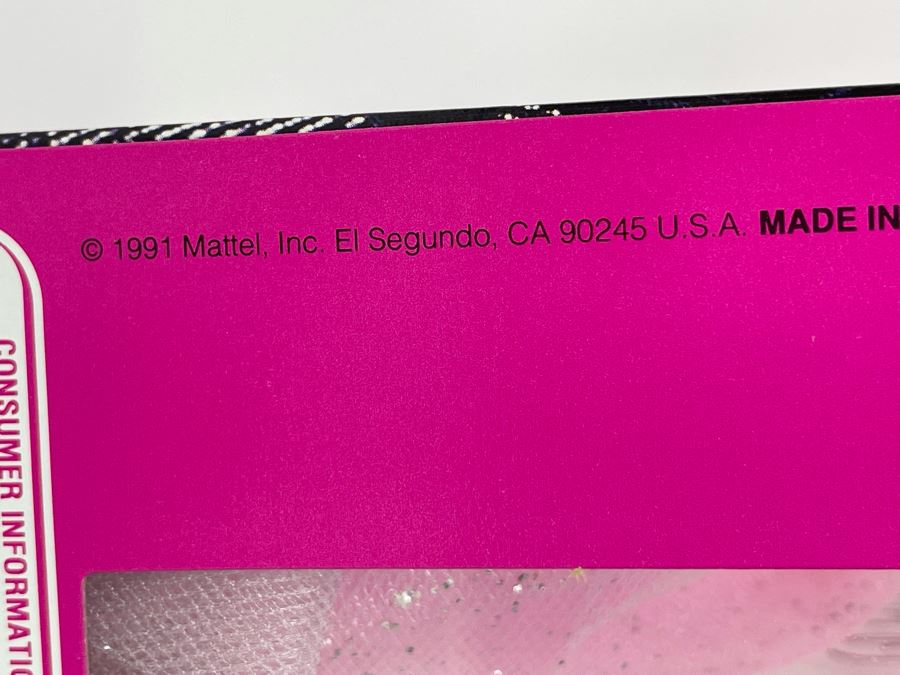 © 1991 Mattel, Inc. El Segundo, CA 90245 U.S.A. MADE IN
CONSUMER INFORMATIO